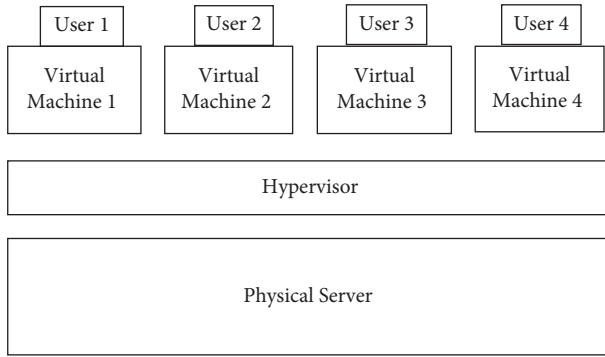 User 1
User 2
User 3
User 4
Virtual
Machine 1
Virtual
Machine 2
Virtual
Machine 3
Virtual
Machine 4
Hypervisor
Physical Server